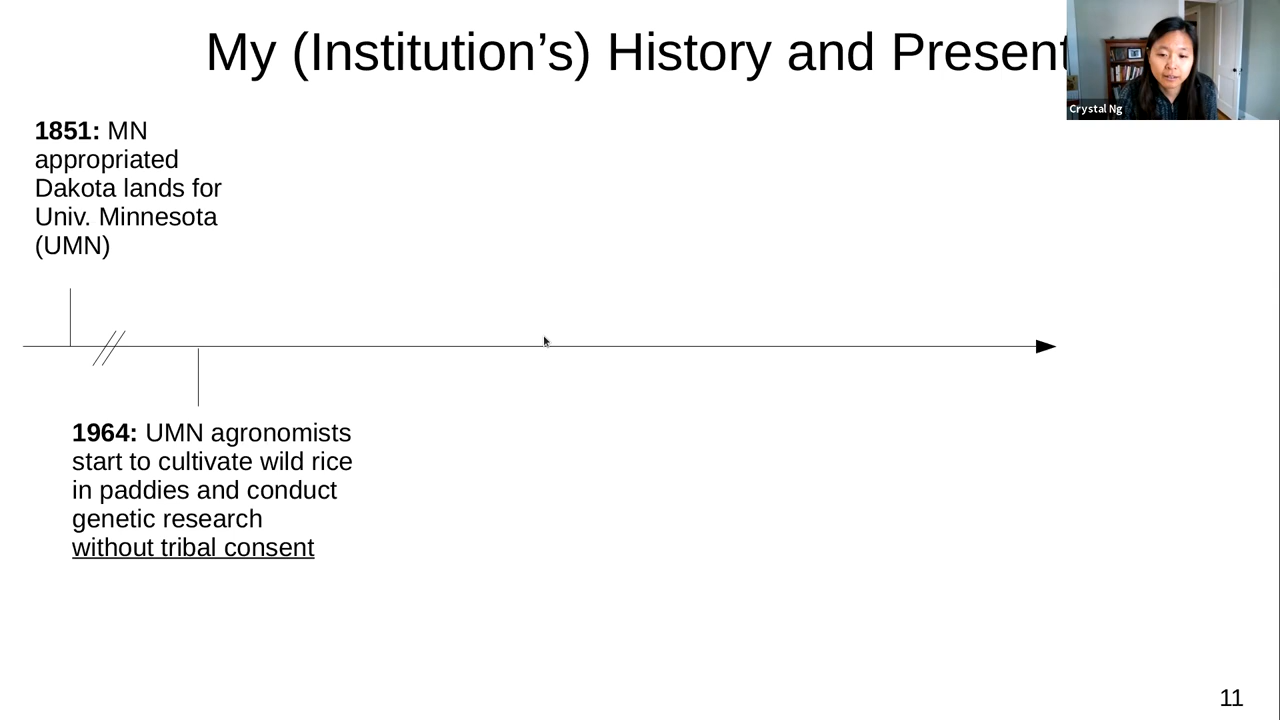 My (Institution’s) History and Present
Crystal Ng
1851: MN
appropriated
Dakota lands for
Univ. Minnesota
(UMN)
1964: UMN agronomists
start to cultivate wild rice
in paddies and conduct
genetic research
without tribal consent
11